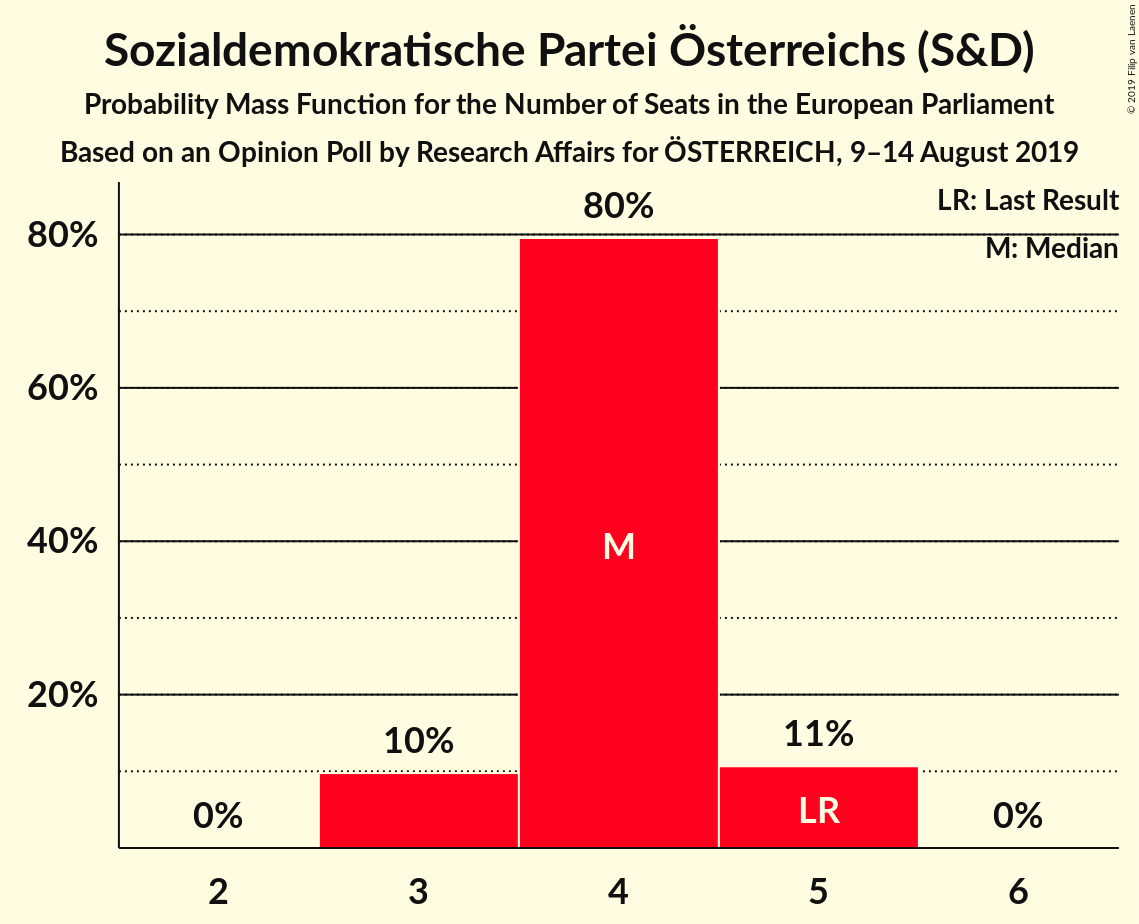 Sozialdemokratische Partei Österreichs (S&D)
Probability Mass Function for the Number of Seats in the European Parliament
Based on an Opinion Poll by Research Affairs for ÖSTERREICH, 9–14 August 2019
© 2019 Filip van Laenen
LR: Last Result
M: Median
80%
60%
40%
20%
0%
10%
80%
M
11%
LR
0%
2
3
4
5
6